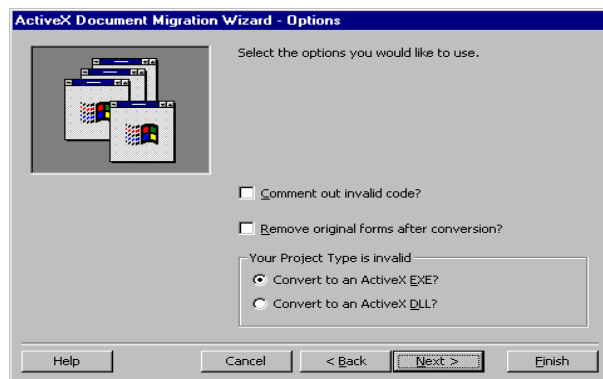 ActiveX Document Migration Wizard - Options
Select the options you would like to use.
Comment out invalid code?
Remove original forms after conversion?
Your Project Type is invalid
Convert to an ActiveX EXE?
Convert to an ActiveX DLL?
Help Cancel < Back Next > Finish